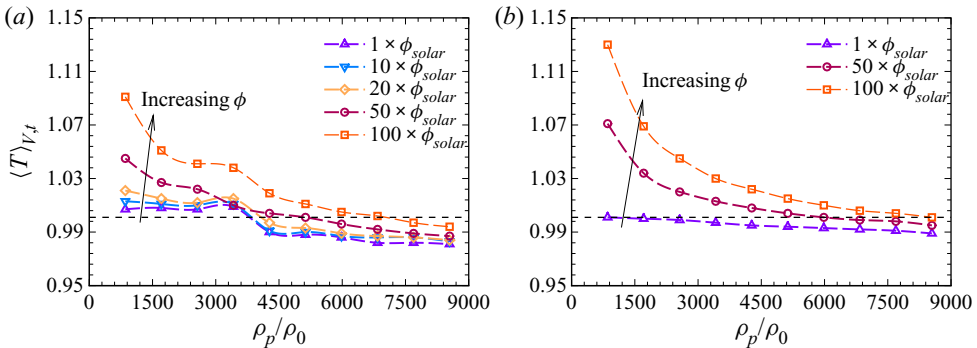 (a)
1.15
1.11
1.07
1.03
0.99
0.95
⟨T⟩V,t
1 × ϕsolar
10 × ϕsolar
20 × ϕsolar
50 × ϕsolar
100 × ϕsolar
Increasing ϕ
0 1500 3000 4500 6000 7500 9000
ρp/ρ0
(b)
1.15
1.11
1.07
1.03
0.99
0.95
1 × ϕsolar
50 × ϕsolar
100 × ϕsolar
Increasing ϕ
0 1500 3000 4500 6000 7500 9000
ρp/ρ0